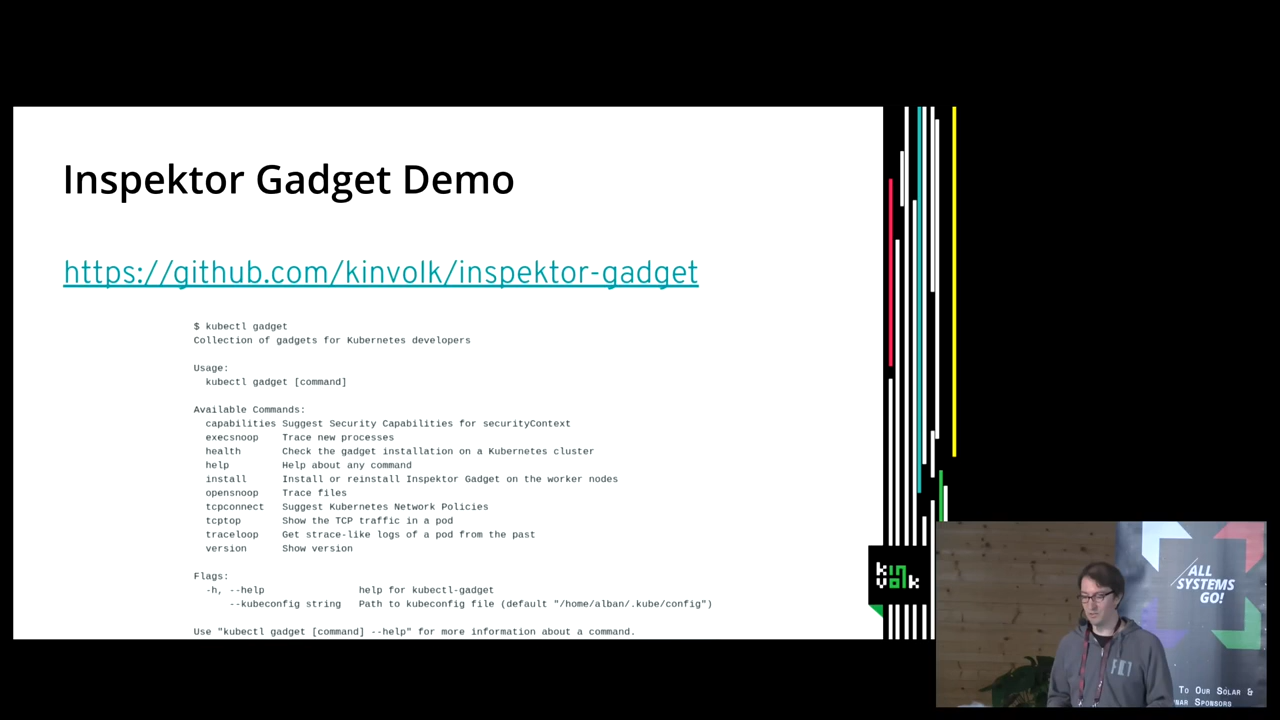 Inspektor Gadget Demo
https://github.com/kinvolk/inspektor-gadget
$ kubectl gadget
Collection of gadgets for Kubernetes developers
Usage:
kubectl gadget [command]
Available Commands:
capabilities Suggest Security Capabilities for securityContext
execsnoop Trace new processes
health Check the gadget installation on a Kubernetes cluster
help Help about any command
install Install or reinstall Inspektor Gadget on the worker nodes
opensnoop Trace files
tcpconnect Suggest Kubernetes Network Policies
tcptop Show the TCP traffic in a pod
traceloop Get strace-like logs of a pod from the past
version Show version
Flags:
-h, --help help for kubectl-gadget
--kubeconfig string Path to kubeconfig file (default "/home/alban/.kube/config")
Use "kubectl gadget [command] --help" for more information about a command.
kin
volk
ALL
SYSTEMS
GO!
To Our Solar &
Sponsors